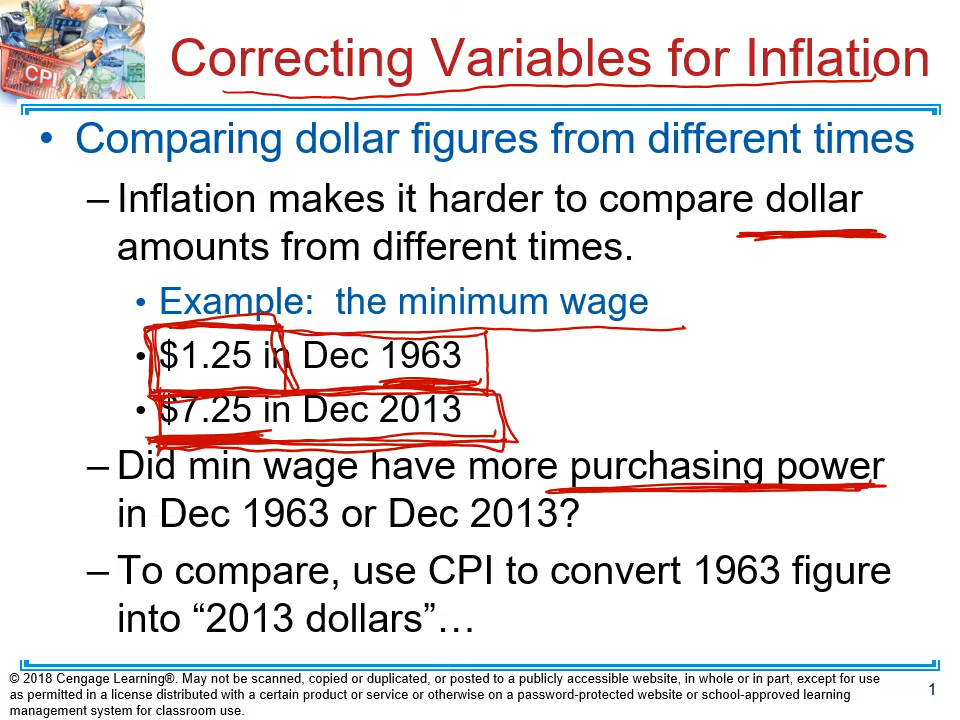 CPI
Correcting Variables for Inflation
• Comparing dollar figures from different times
– Inflation makes it harder to compare dollar
amounts from different times.
• Example:  the minimum wage
• $1.25 in Dec 1963
• $7.25 in Dec 2013
– Did min wage have more purchasing power
in Dec 1963 or Dec 2013?
– To compare, use CPI to convert 1963 figure
into “2013 dollars”…
© 2018 Cengage Learning®. May not be scanned, copied or duplicated, or posted to a publicly accessible website, in whole or in part, except for use
as permitted in a license distributed with a certain product or service or otherwise on a password-protected website or school-approved learning
management system for classroom use.
1